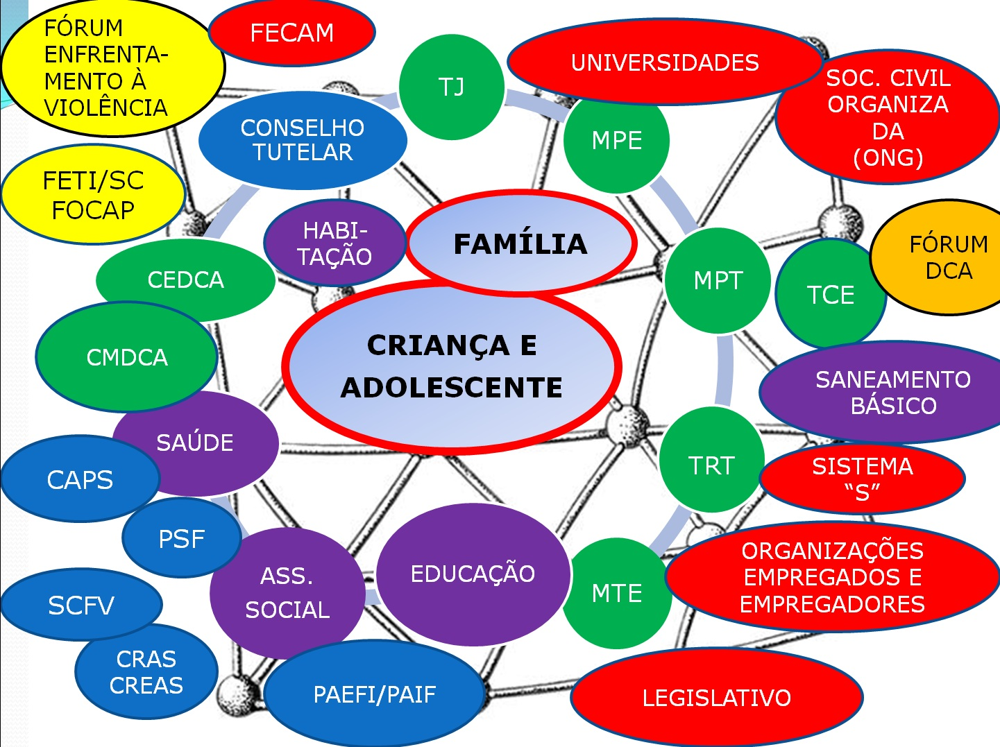 FÓRUM
ENFRENTA-
MENTO À
VIOLÊNCIA
FECAM
TJ
UNIVERSIDADES
SOC. CIVIL
ORGANIZA
DA
(ONG)
CONSELHO
TUTELAR
MPE
FETI/SC
FOCAP
HABI-
TAÇÃO
FAMÍLIA
FÓRUM
DCA
CEDCA
MPT
TCE
CRIANÇA E
ADOLESCENTE
CMDCA
SANEAMENTO
BÁSICO
SAÚDE
TRT
SISTEMA
“S”
CAPS
PSF
ASS.
SOCIAL
EDUCAÇÃO
MTE
ORGANIZAÇÕES
EMPREGADOS E
EMPREGADORES
SCFV
CRAS
CREAS
PAEFI/PAIF
LEGISLATIVO